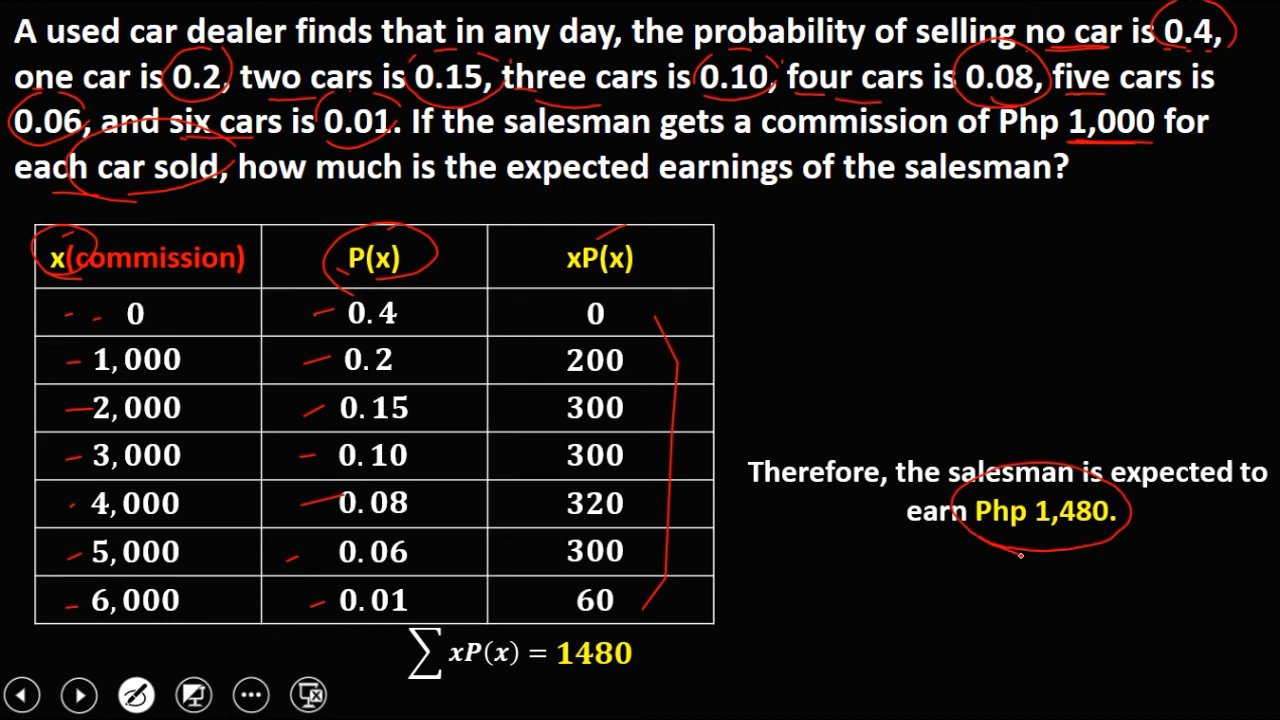 A used car dealer finds that in any day, the probability of selling no car is 0.4,
one car is 0.2, two cars is 0.15, three cars is 0.10, four cars is 0.08, five cars is
0.06, and six cars is 0.01. If the salesman gets a commission of Php 1,000 for
each car sold, how much is the expected earnings of the salesman?
x(commission) P(x) xP(x)
0 0.4 0
1,000 0.2 200
2,000 0.15 300
3,000 0.10 300
4,000 0.08 320
5,000 0.06 300
6,000 0.01 60
∑ xP(x) = 1480
Therefore, the salesman is expected to
earn Php 1,480.